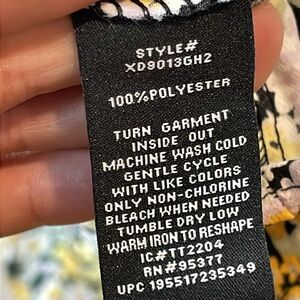 STYLE#
XD9013GH2
100%POLYESTER
TURN GARMENT
INSIDE OUT
MACHINE WASH COLD
GENTLE CYCLE
WITH LIKE COLORS
ONLY NON-CHLORINE
BLEACH WHEN NEEDED
TUMBLE DRY LOW
WARM IRON TO RESHAPE
IC#TT2204
RN#95377
UPC 195517235349